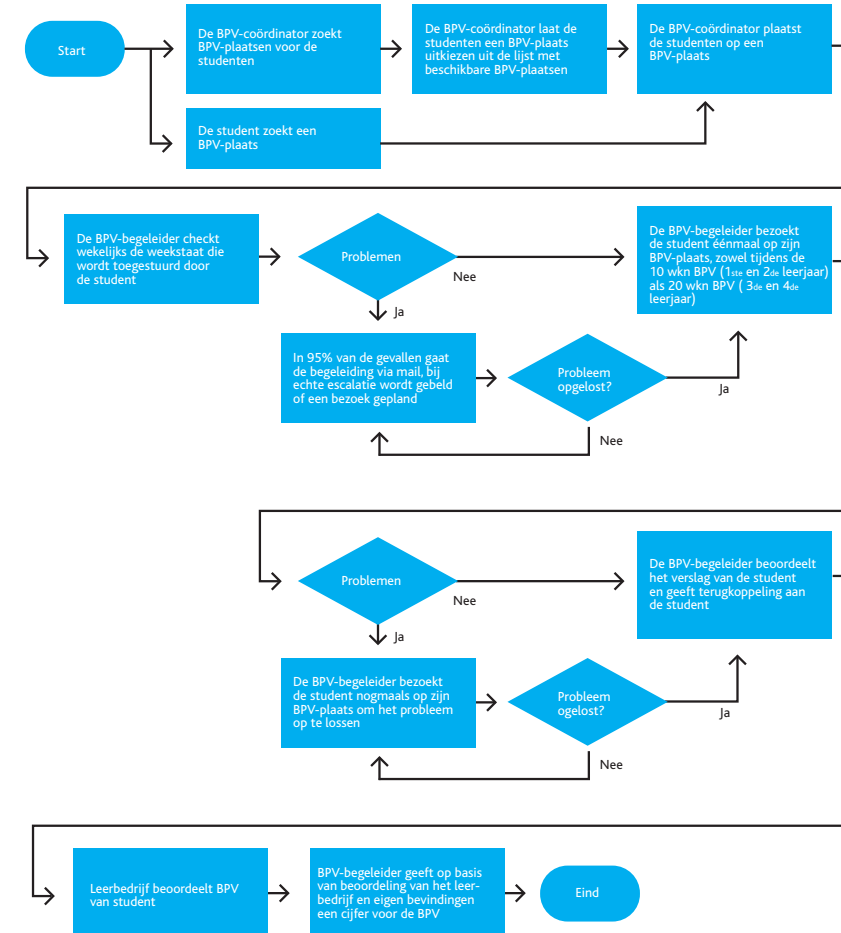 Start
De BPV-coördinator zoekt
BPV-plaatsen voor de
studenten
De BPV-coördinator laat de
studenten een BPV-plaats
uitkiezen uit de lijst met
beschikbare BPV-plaatsen
De BPV-coördinator plaatst
de studenten op een
BPV-plaats
De student zoekt een
BPV-plaats
De BPV-begeleider checkt
wekelijks de weekstaat die
wordt toegestuurd door
de student
Problemen
Nee
Ja
De BPV-begeleider bezoekt
de student éénmaal op zijn
BPV-plaats, zowel tijdens de
10 wkn BPV (1ste en 2de leerjaar)
als 20 wkn BPV ( 3de en 4de
leerjaar)
In 95% van de gevallen gaat
de begeleiding via mail, bij
echte escalatie wordt gebeld
of een bezoek gepland
Probleem
opgelost?
Ja
Nee
Problemen
Nee
Ja
De BPV-begeleider beoordeelt
het verslag van de student
en geeft terugkoppeling aan
de student
De BPV-begeleider bezoekt
de student nogmaals op zijn
BPV-plaats om het probleem
op te lossen
Probleem
ogelost?
Ja
Nee
Leerbedrijf beoordeelt BPV
van student
BPV-begeleider geeft op basis
van beoordeling van het leer-
bedrijf en eigen bevindingen
een cijfer voor de BPV
Eind